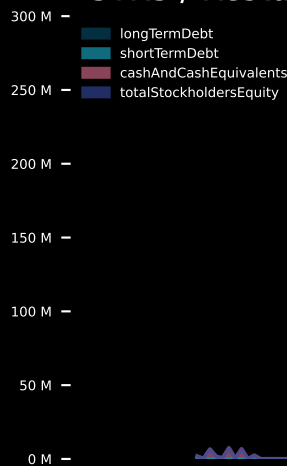 300 M
longTermDebt
shortTermDebt
cashAndCashEquivalents
totalStockholdersEquity
250 M
200 M
150 M
100 M
50 M
0 M